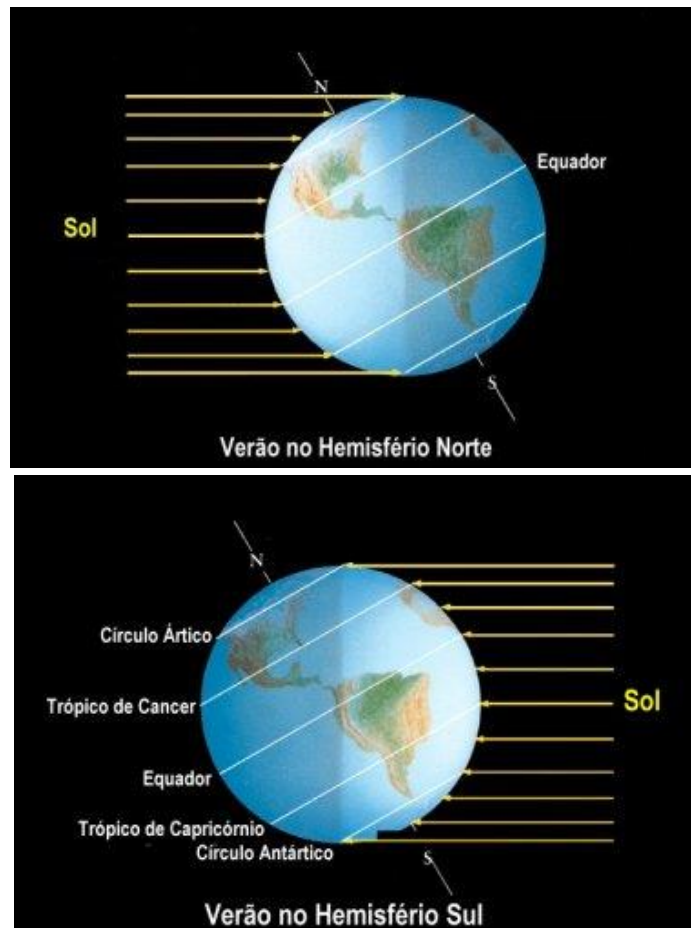 N
Equador
Sol
S
Verão no Hemisfério Norte
N
Círculo Ártico
Trópico de Cancer
Sol
Equador
Trópico de Capricórnio
Círculo Antártico
S
Verão no Hemisfério Sul